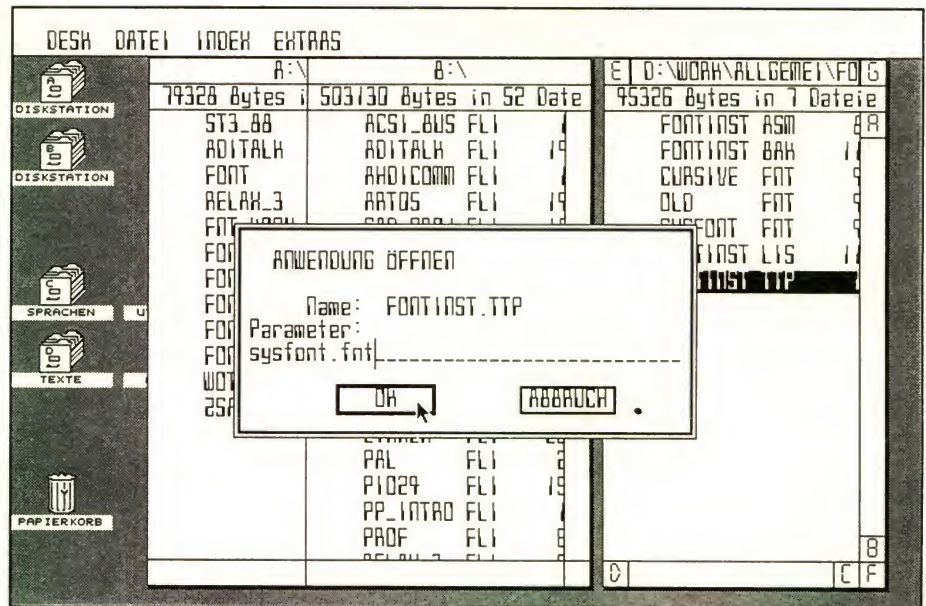 DESK DATEI INDEX EXTRAS
A:\
79328 Bytes i
ST3_88
ADITALK
FONT
RELAX_3
B:\
503130 Bytes in 52 Date
ACSI_BUS FLI
ADITALK FLI
AHDICOMM FLI
ARTOS FLI
PAL FLI
PIO29 FLI
PP_INTRO FLI
PROF FLI
E D:\WORK\ALLGEMEI\FO G
95326 Bytes in 7 Dateie
FONTINST ASM
FONTINST BAK
CURSIVE FNT
OLD FNT
A
B
D C F
DISKSTATION
DISKSTATION
SPRACHEN
TEXTE
PAPIERKORB
ANWENDUNG ÖFFNEN
Name: FONTINST.TTP
Parameter:
sysfont.fnt
OK ABBRUCH